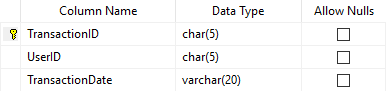 Column Name Data Type Allow Nulls
TransactionID char(5)
UserID char(5)
TransactionDate varchar(20)